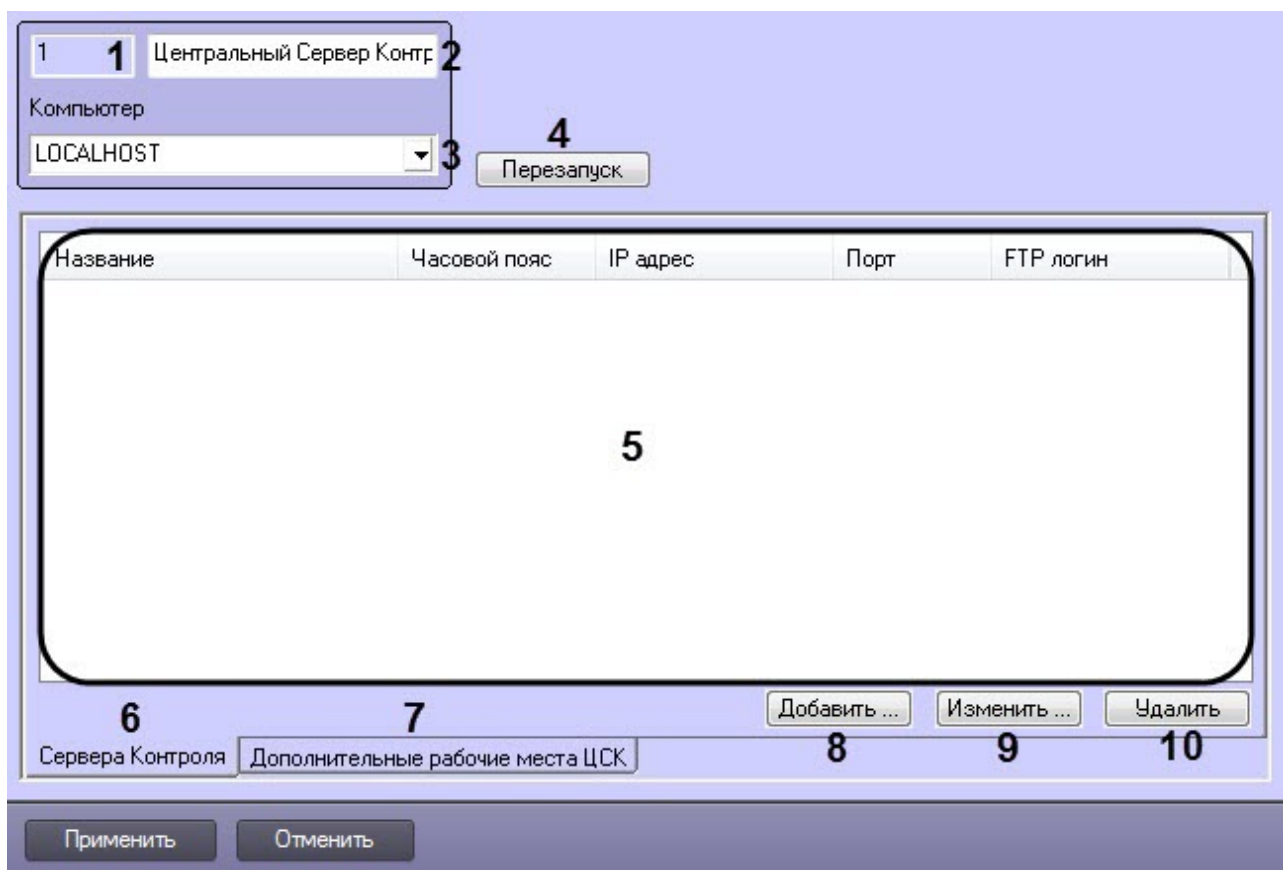 1 1 Центральный Сервер Контр 2
Компьютер
LOCALHOST 3
4
Перезапуск
Название Часовой пояс IP адрес Порт FTP логин
5
Добавить ... Изменить ... Удалить
6 7 8 9 10
Сервера Контроля Дополнительные рабочие места ЦСК
Применить Отменить